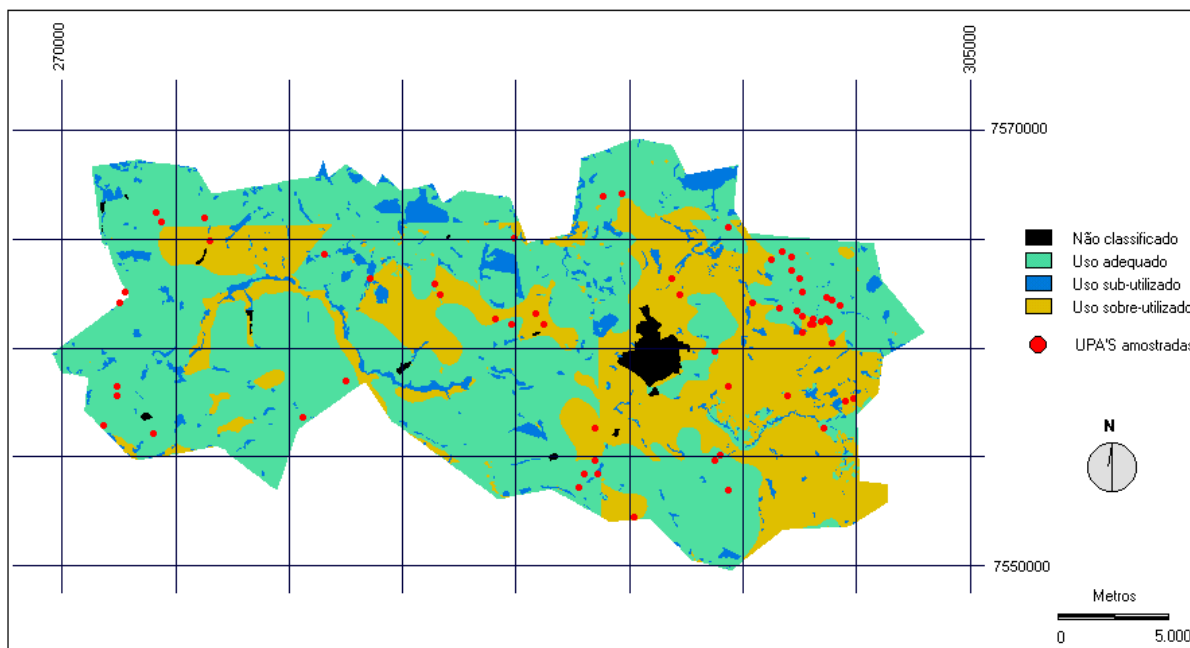 270000
305000
7570000
Não classificado
Uso adequado
Uso sub-utilizado
Uso sobre-utilizado
UPA'S amostradas
N
7550000
Metros
0 5.000